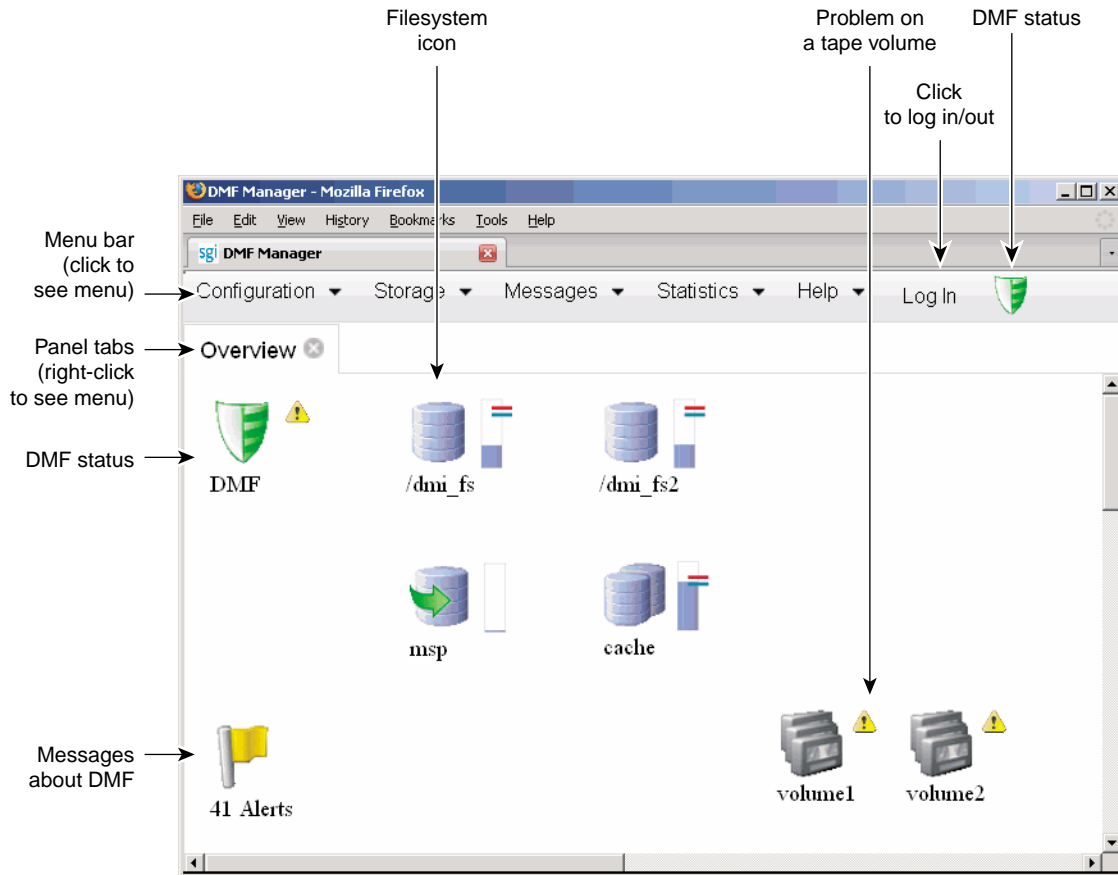 Filesystem
icon
Problem on
a tape volume
DMF status
Click
to log in/out
DMF Manager - Mozilla Firefox
File Edit View History Bookmarks Tools Help
sgi DMF Manager
Menu bar
(click to
see menu)
Configuration Storage Messages Statistics Help Log In
Panel tabs
(right-click
to see menu)
Overview
DMF status
DMF
/dmi_fs
/dmi_fs2
msp
cache
Messages
about DMF
41 Alerts
volume1
volume2